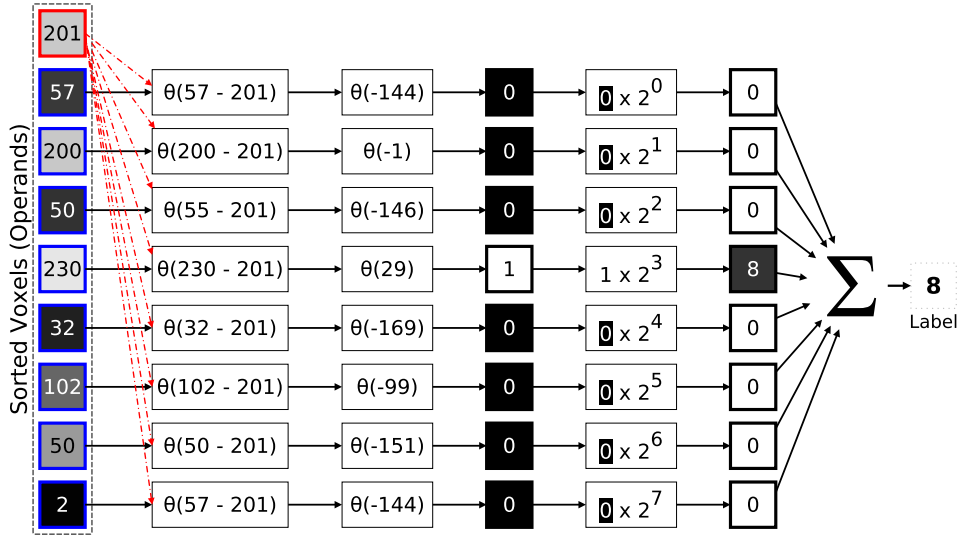 Sorted Voxels (Operands)
201
57 θ(57 - 201) θ(-144) 0 0 x 2^0 0
200 θ(200 - 201) θ(-1) 0 0 x 2^1 0
50 θ(55 - 201) θ(-146) 0 0 x 2^2 0
230 θ(230 - 201) θ(29) 1 1 x 2^3 8
32 θ(32 - 201) θ(-169) 0 0 x 2^4 0
102 θ(102 - 201) θ(-99) 0 0 x 2^5 0
50 θ(50 - 201) θ(-151) 0 0 x 2^6 0
2 θ(57 - 201) θ(-144) 0 0 x 2^7 0
Σ
8
Label